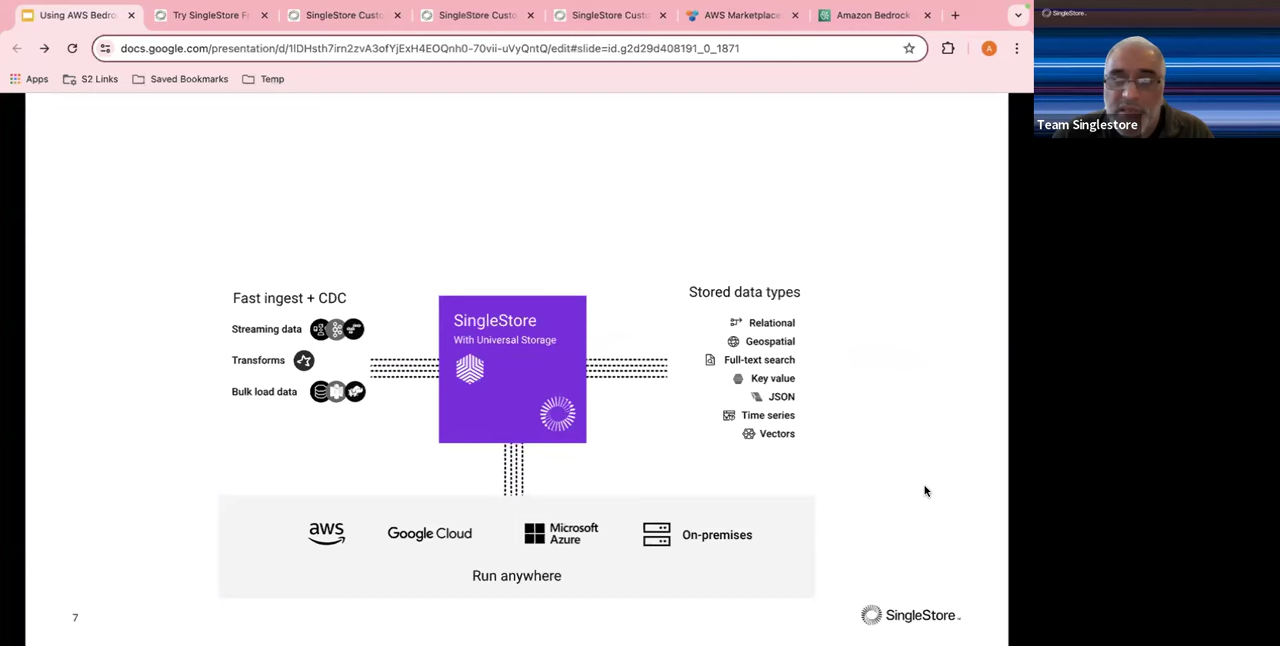 Using AWS Bedro
Try SingleStore Fr
SingleStore Custo
SingleStore Custo
SingleStore Custo
AWS Marketplace
Amazon Bedrock
docs.google.com/presentation/d/1lDHsth7irn2zvA3ofYjExH4EOQnh0-70vii-uVyQntQ/edit#slide=id.g2d29d408191_0_1871
A
Apps
S2 Links
Saved Bookmarks
Temp
SingleStore
Team Singlestore
Fast ingest + CDC
Streaming data
Transforms
Bulk load data
SingleStore
With Universal Storage
Stored data types
Relational
Geospatial
Full-text search
Key value
JSON
Time series
Vectors
aws
Google Cloud
Microsoft
Azure
On-premises
Run anywhere
7
SingleStore